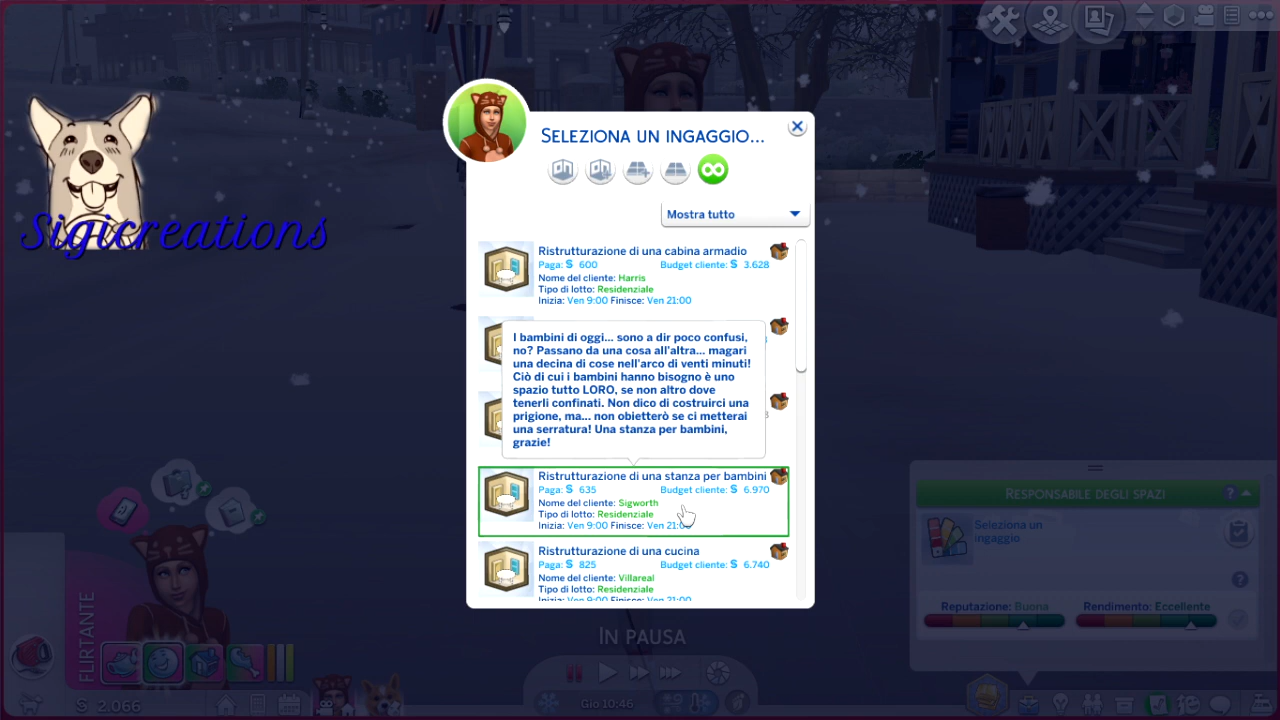 Sigicreations
Seleziona un ingaggio...
Mostra tutto
Ristrutturazione di una cabina armadio
Paga: $ 600 Budget cliente: $ 3.628
Nome del cliente: Harris
Tipo di lotto: Residenziale
Inizia: Ven 9:00 Finisce: Ven 21:00
I bambini di oggi... sono a dir poco confusi,
no? Passano da una cosa all'altra... magari
una decina di cose nell'arco di venti minuti!
Ciò di cui i bambini hanno bisogno è uno
spazio tutto LORO, se non altro dove
tenerli confinati. Non dico di costruirci una
prigione, ma... non obietterò se ci metterai
una serratura! Una stanza per bambini,
grazie!
Ristrutturazione di una stanza per bambini
Paga: $ 635 Budget cliente: $ 6.970
Nome del cliente: Sigworth
Tipo di lotto: Residenziale
Inizia: Ven 9:00 Finisce: Ven 21:00
Ristrutturazione di una cucina
Paga: $ 825 Budget cliente: $ 6.740
Nome del cliente: Villareal
Tipo di lotto: Residenziale
Inizia: Ven 9:00 Finisce: Ven 21:00
In pausa
Gio 10:46
FLIRTANTE
$ 2.066
Responsabile degli spazi ?
Seleziona un
ingaggio
?
Reputazione: Buona Rendimento: Eccellente